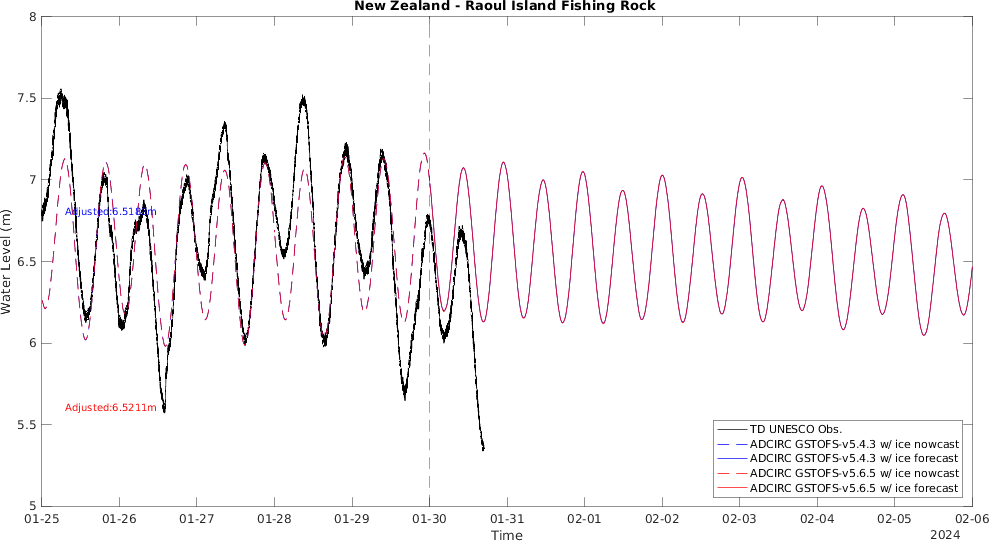 New Zealand - Raoul Island Fishing Rock
8
7.5
7
6.5
6
5.5
5
Water Level (m)
Adjusted:6.5211m
TD UNESCO Obs.
ADCIRC GSTOFS-v5.4.3 w/ ice nowcast
ADCIRC GSTOFS-v5.4.3 w/ ice forecast
ADCIRC GSTOFS-v5.6.5 w/ ice nowcast
ADCIRC GSTOFS-v5.6.5 w/ ice forecast
01-25 01-26 01-27 01-28 01-29 01-30 01-31 02-01 02-02 02-03 02-04 02-05 02-06
Time
2024